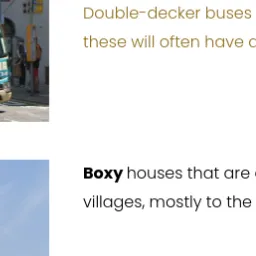 Double-decker buses
these will often have
Boxy houses that are
villages, mostly to the